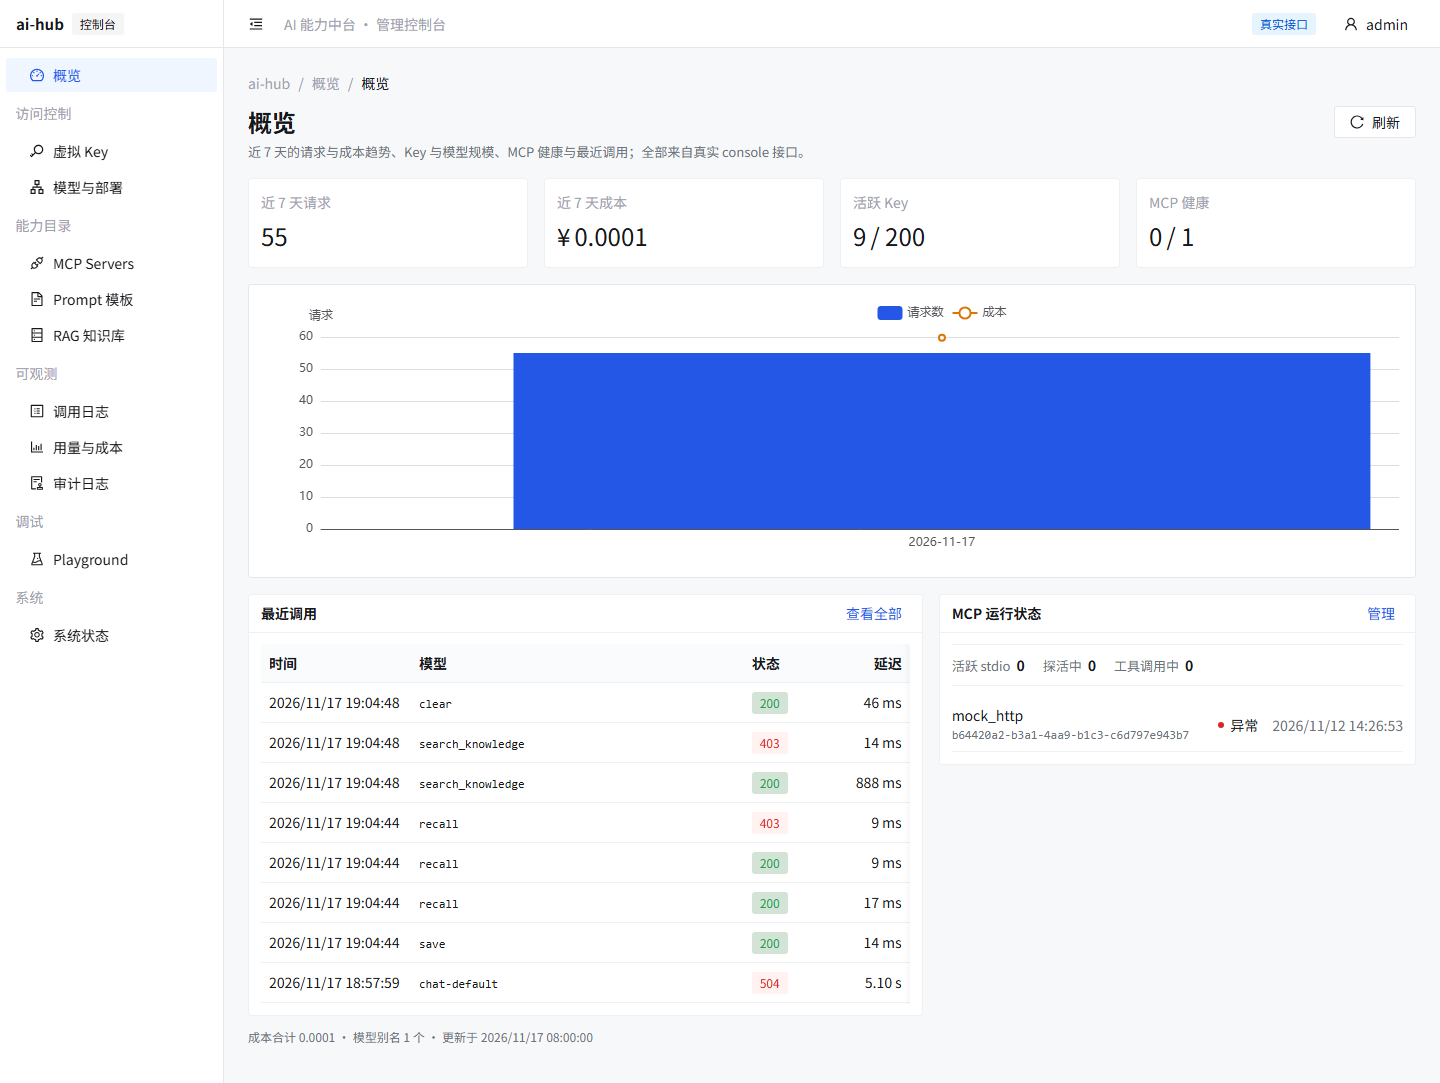 ai-hub 控制台
AI 能力中台 · 管理控制台
真实接口
admin
概览
访问控制
虚拟 Key
模型与部署
能力目录
MCP Servers
Prompt 模板
RAG 知识库
可观测
调用日志
用量与成本
审计日志
调试
Playground
系统
系统状态
ai-hub / 概览 / 概览
概览
刷新
近 7 天的请求与成本趋势、Key 与模型规模、MCP 健康与最近调用；全部来自真实 console 接口。
近 7 天请求
55
近 7 天成本
¥ 0.0001
活跃 Key
9 / 200
MCP 健康
0 / 1
请求
请求数 成本
60
50
40
30
20
10
0
2026-11-17
最近调用 查看全部
时间 模型 状态 延迟
2026/11/17 19:04:48 clear 200 46 ms
2026/11/17 19:04:48 search_knowledge 403 14 ms
2026/11/17 19:04:48 search_knowledge 200 888 ms
2026/11/17 19:04:44 recall 403 9 ms
2026/11/17 19:04:44 recall 200 9 ms
2026/11/17 19:04:44 recall 200 17 ms
2026/11/17 19:04:44 save 200 14 ms
2026/11/17 18:57:59 chat-default 504 5.10 s
MCP 运行状态 管理
活跃 stdio 0 探活中 0 工具调用中 0
mock_http
b64420a2-b3a1-4aa9-b1c3-c6d797e943b7
异常 2026/11/12 14:26:53
成本合计 0.0001 · 模型别名 1 个 · 更新于 2026/11/17 08:00:00